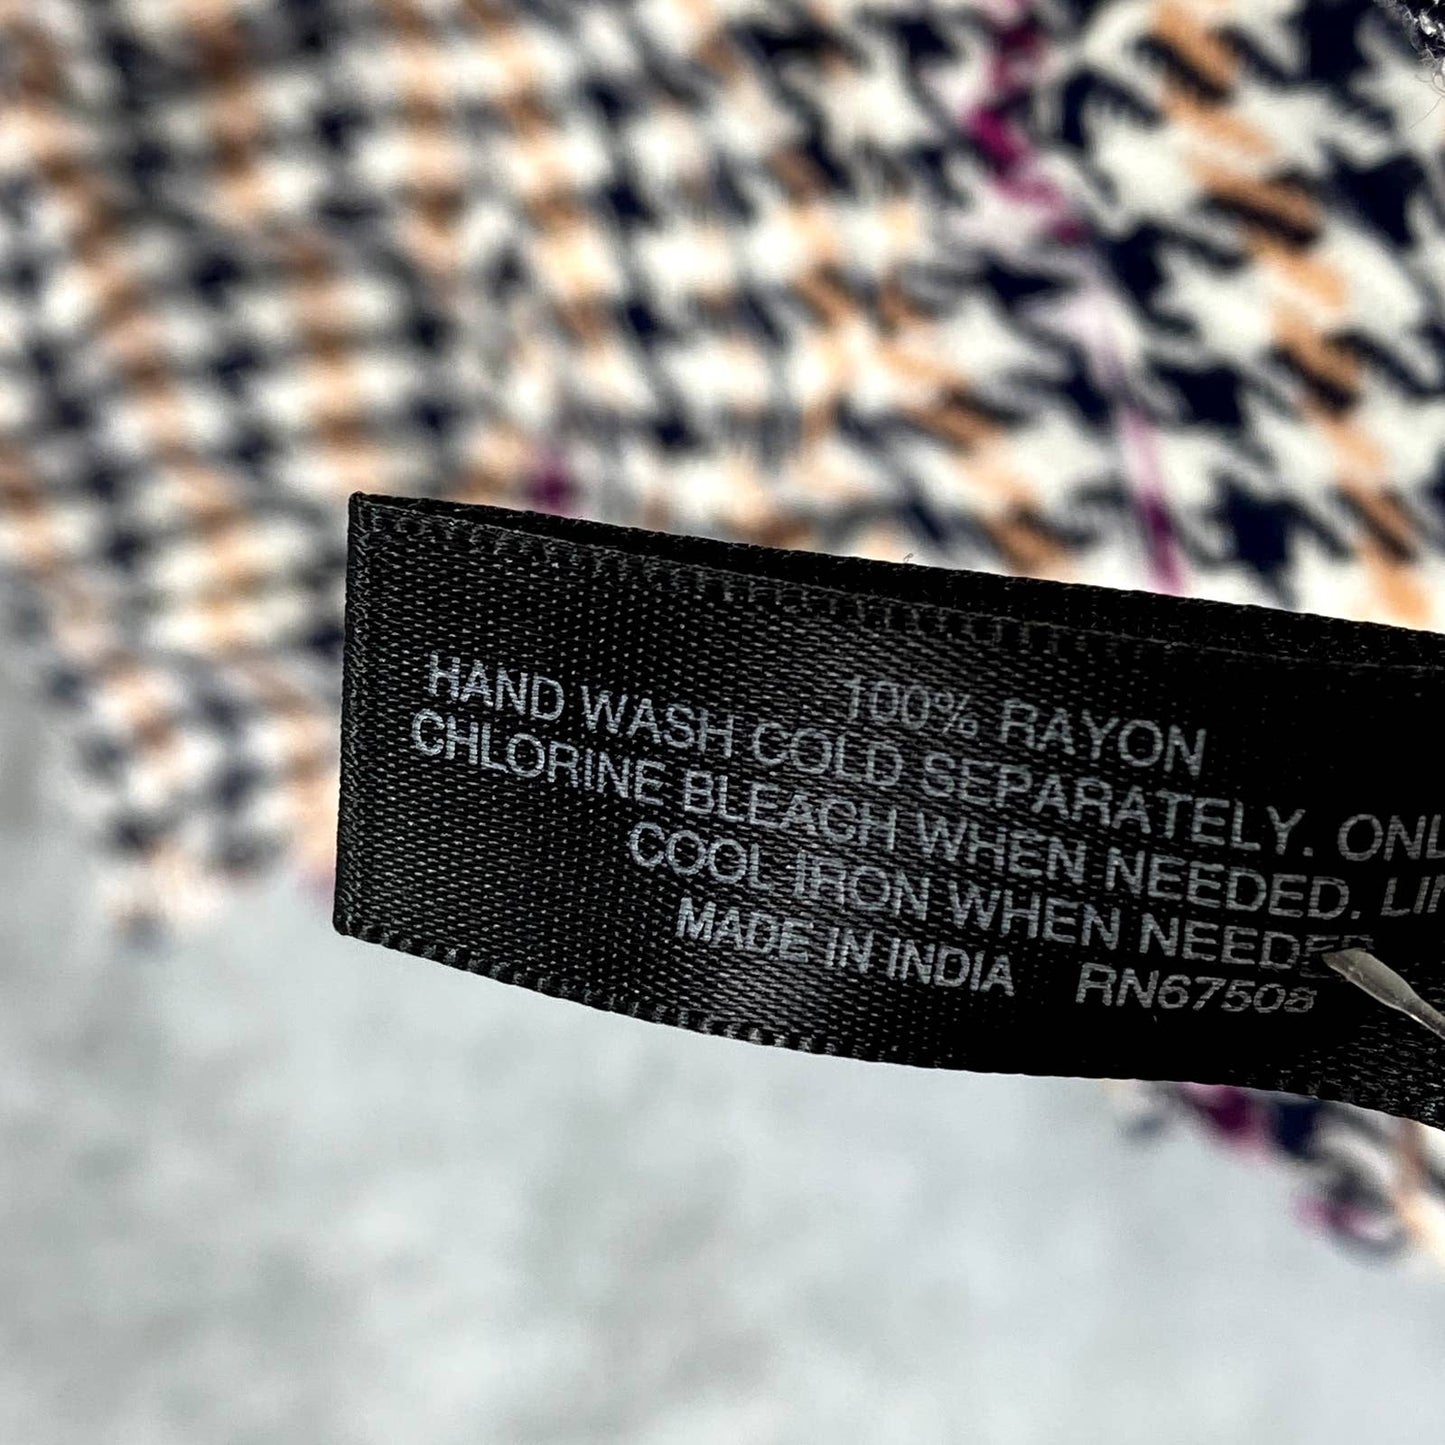 100% RAYON
HAND WASH COLD SEPARATELY. ONL
CHLORINE BLEACH WHEN NEEDED. LI
COOL IRON WHEN NEEDED
MADE IN INDIA RN67508